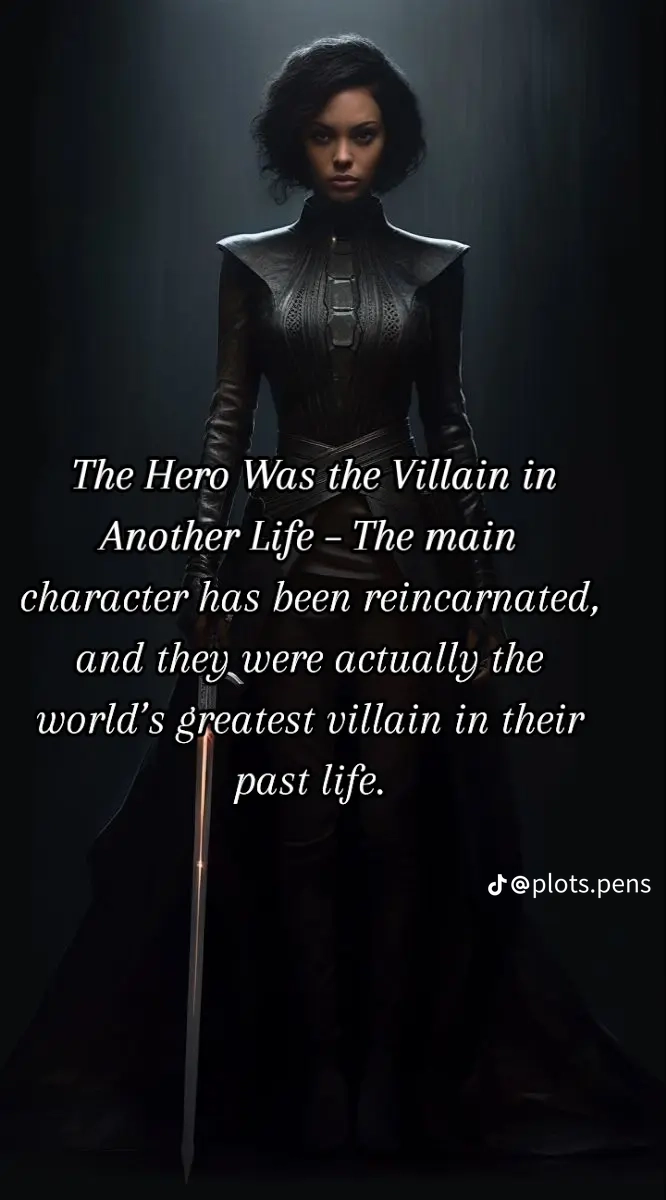 The Hero Was the Villain in
Another Life – The main
character has been reincarnated,
and they were actually the
world’s greatest villain in their
past life.
@plots.pens